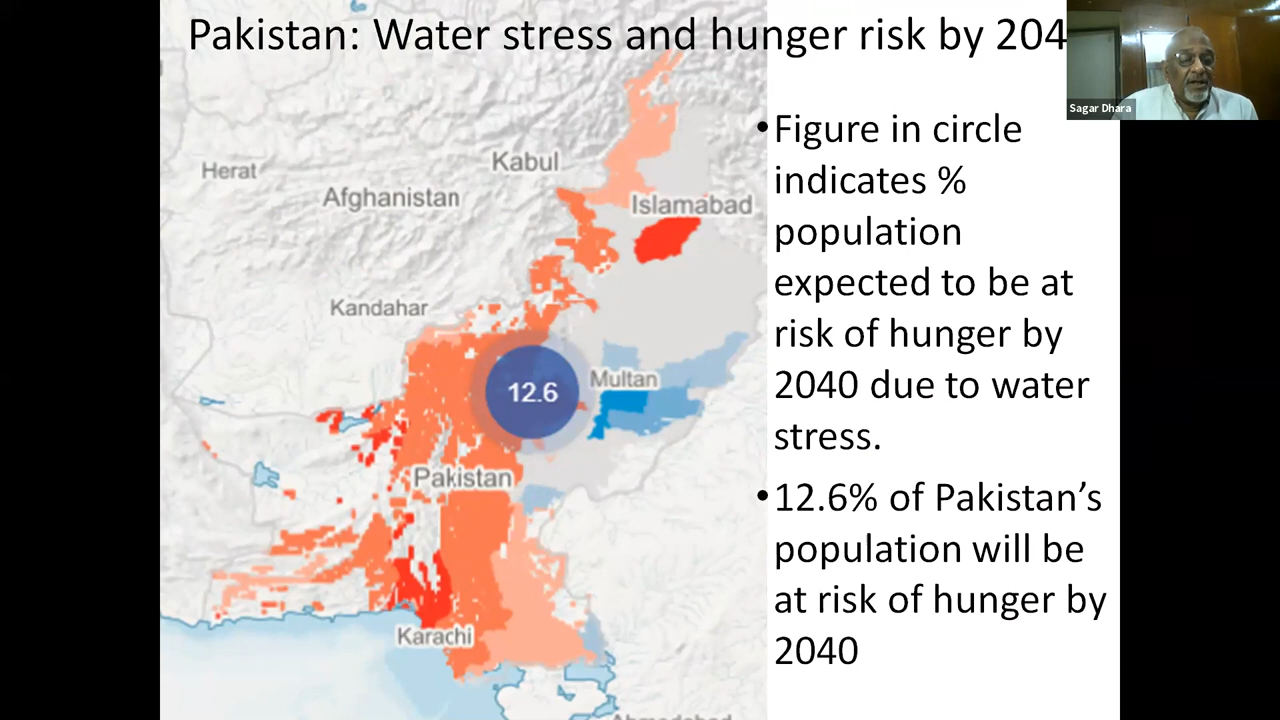 Pakistan: Water stress and hunger risk by 204
Sagar Dhara
•Figure in circle
indicates %
population
expected to be at
risk of hunger by
2040 due to water
stress.
•12.6% of Pakistan’s
population will be
at risk of hunger by
2040
Kabul
Herat
Afghanistan
Islamabad
Kandahar
12.6
Multan
Pakistan
Karachi
Ahmedabad